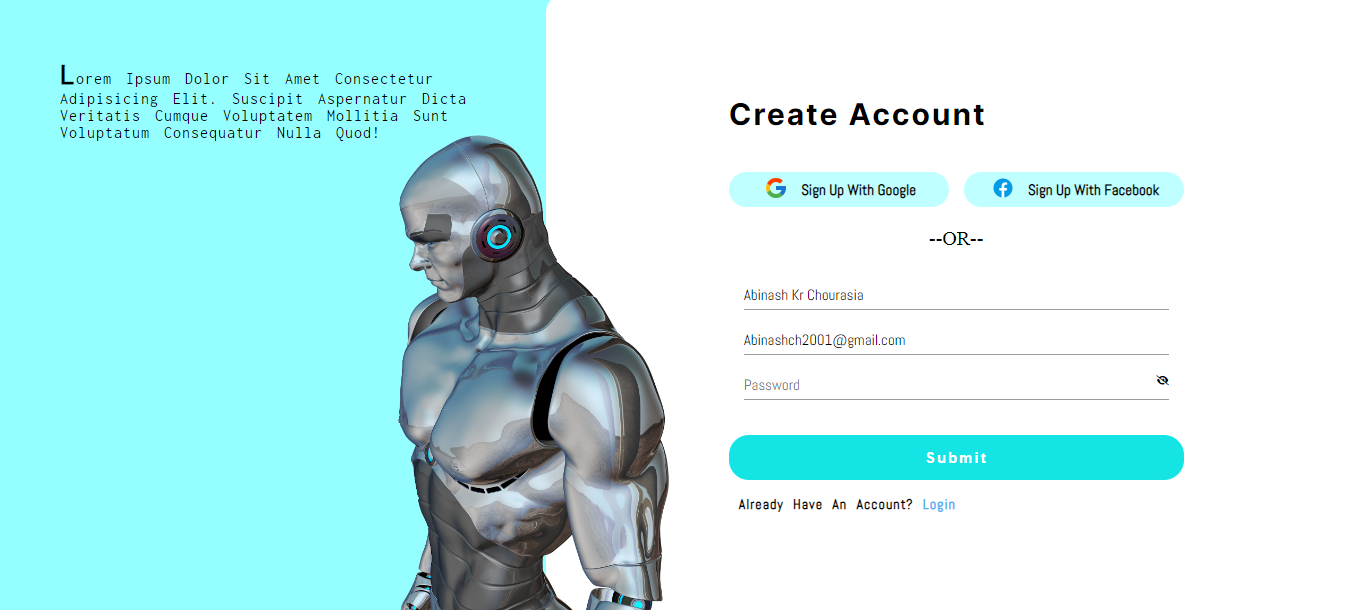 Lorem Ipsum Dolor Sit Amet Consectetur
Adipisicing Elit. Suscipit Aspernatur Dicta
Veritatis Cumque Voluptatem Mollitia Sunt
Voluptatum Consequatur Nulla Quod!
Create Account
Sign Up With Google
Sign Up With Facebook
--OR--
Abinash Kr Chourasia
Abinashch2001@gmail.com
Password
Submit
Already Have An Account? Login